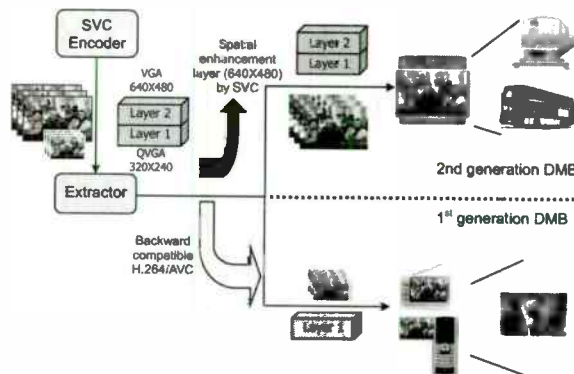 SVC
Encoder
VGA
640X480
Layer 2
Layer 1
QVGA
320X240
Spatial
enhancement
layer (640X480)
by SVC
Layer 2
Layer 1
Extractor
2nd generation DMB
1st generation DMB
Backward
compatible
H.264/AVC
Layer 1